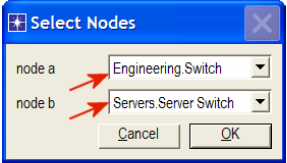 Select Nodes
node a Engineering.Switch
node b Servers.Server Switch
Cancel OK